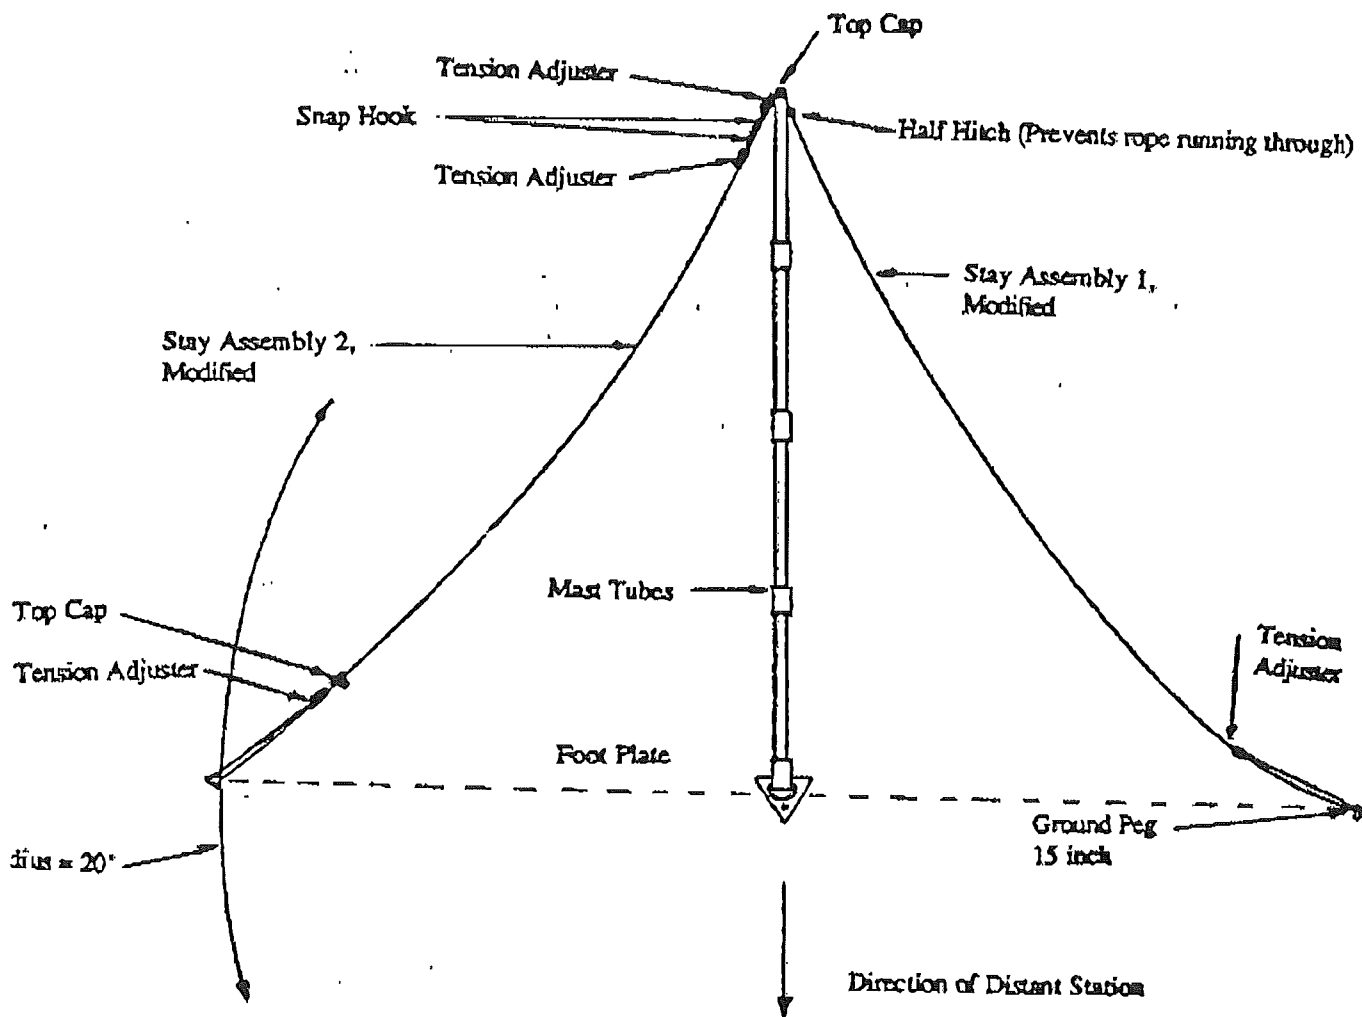 Top Cap
Tension Adjuster
Snap Hook
Half Hitch (Prevents rope running through)
Tension Adjuster
Stay Assembly 1,
Modified
Stay Assembly 2,
Modified
Mast Tubes
Top Cap
Tension
Adjuster
Tension Adjuster
Foot Plate
Ground Peg
15 inch
= 20'
Direction of Distant Station